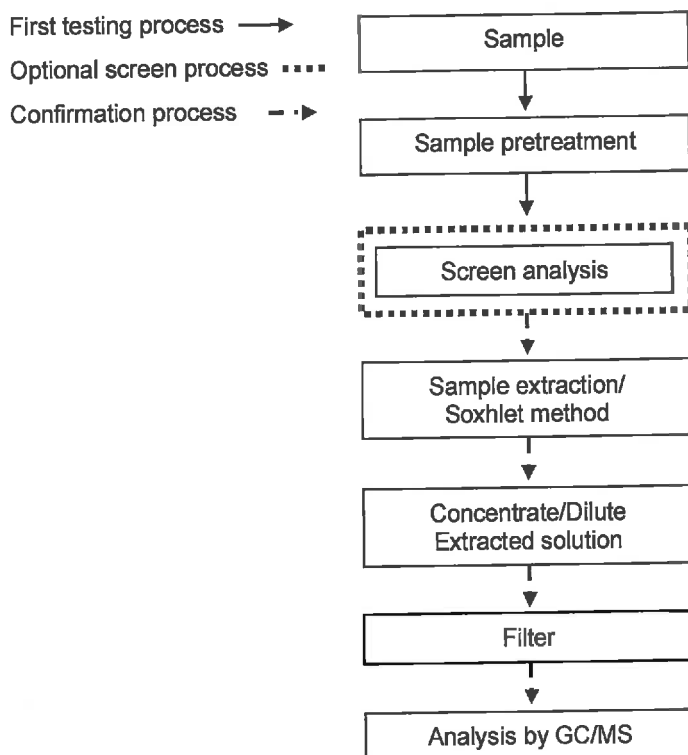 First testing process
Optional screen process
Confirmation process
Sample
Sample pretreatment
Screen analysis
Sample extraction/
Soxhlet method
Concentrate/Dilute
Extracted solution
Filter
Analysis by GC/MS